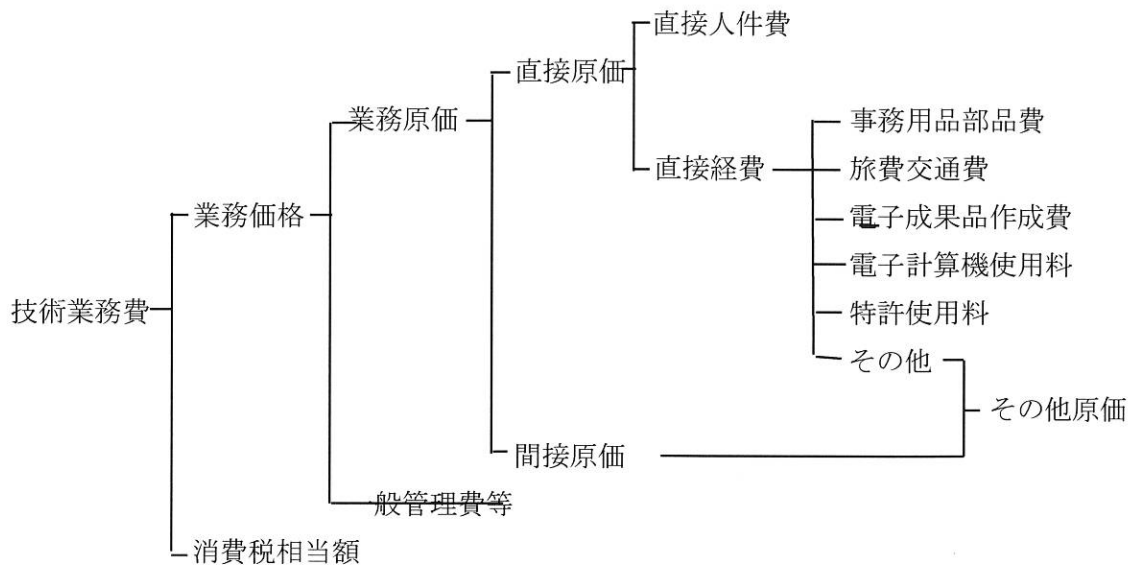 直接人件費
直接原価
業務原価
事務用品部品費
直接経費
旅費交通費
業務価格
電子成果品作成費
電子計算機使用料
技術業務費
特許使用料
その他
その他原価
間接原価
一般管理費等
消費税相当額